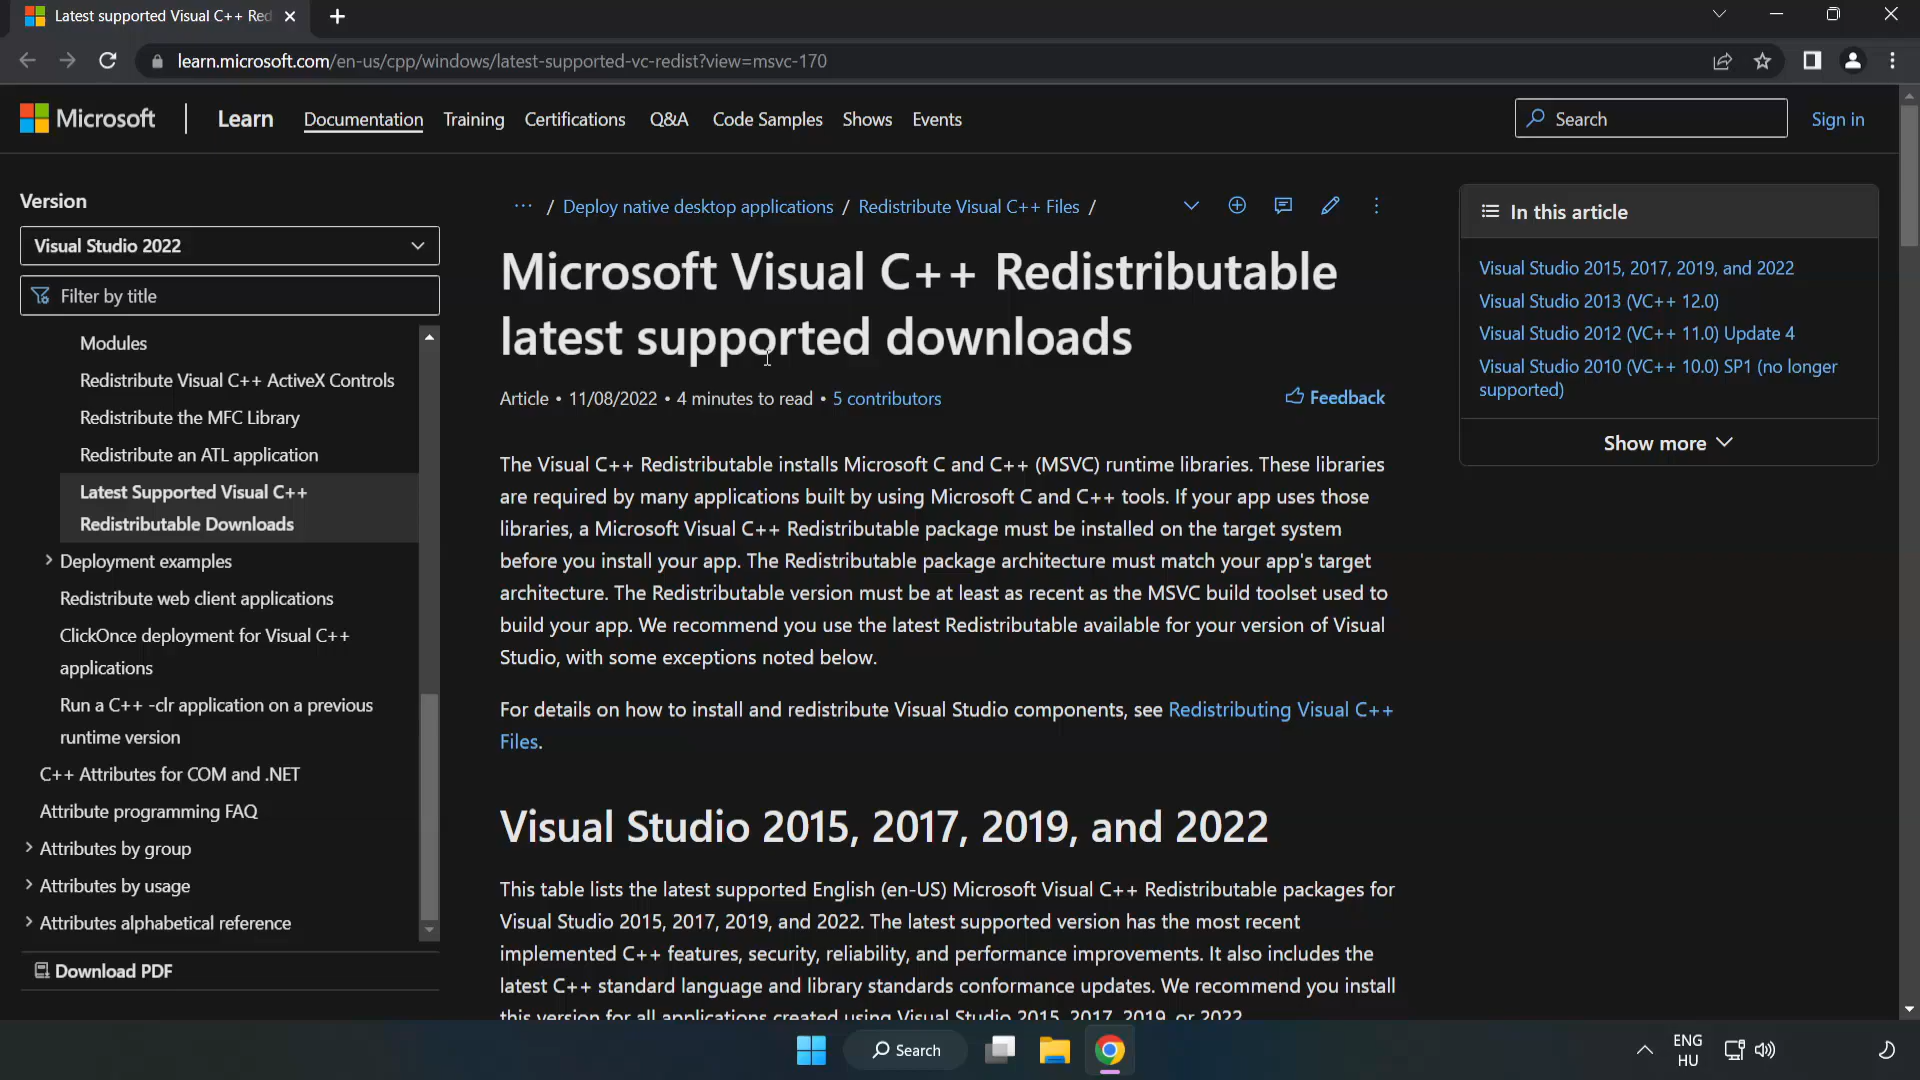 Latest supported Visual C++ Red
learn.microsoft.com/en-us/cpp/windows/latest-supported-vc-redist?view=msvc-170
Microsoft
Learn
Documentation
Training
Certifications
Q&A
Code Samples
Shows
Events
Search
Sign in
Version
Visual Studio 2022
Filter by title
Modules
Redistribute Visual C++ ActiveX Controls
Redistribute the MFC Library
Redistribute an ATL application
Latest Supported Visual C++
Redistributable Downloads
Deployment examples
Redistribute web client applications
ClickOnce deployment for Visual C++
applications
Run a C++ -clr application on a previous
runtime version
C++ Attributes for COM and .NET
Attribute programming FAQ
Attributes by group
Attributes by usage
Attributes alphabetical reference
Download PDF
··· / Deploy native desktop applications / Redistribute Visual C++ Files /
Microsoft Visual C++ Redistributable
latest supported downloads
Article • 11/08/2022 • 4 minutes to read • 5 contributors
Feedback
The Visual C++ Redistributable installs Microsoft C and C++ (MSVC) runtime libraries. These libraries
are required by many applications built by using Microsoft C and C++ tools. If your app uses those
libraries, a Microsoft Visual C++ Redistributable package must be installed on the target system
before you install your app. The Redistributable package architecture must match your app's target
architecture. The Redistributable version must be at least as recent as the MSVC build toolset used to
build your app. We recommend you use the latest Redistributable available for your version of Visual
Studio, with some exceptions noted below.
For details on how to install and redistribute Visual Studio components, see Redistributing Visual C++
Files.
Visual Studio 2015, 2017, 2019, and 2022
This table lists the latest supported English (en-US) Microsoft Visual C++ Redistributable packages for
Visual Studio 2015, 2017, 2019, and 2022. The latest supported version has the most recent
implemented C++ features, security, reliability, and performance improvements. It also includes the
latest C++ standard language and library standards conformance updates. We recommend you install
this version for all applications created using Visual Studio 2015, 2017, 2019, or 2022.
In this article
Visual Studio 2015, 2017, 2019, and 2022
Visual Studio 2013 (VC++ 12.0)
Visual Studio 2012 (VC++ 11.0) Update 4
Visual Studio 2010 (VC++ 10.0) SP1 (no longer
supported)
Show more
Search
ENG
HU